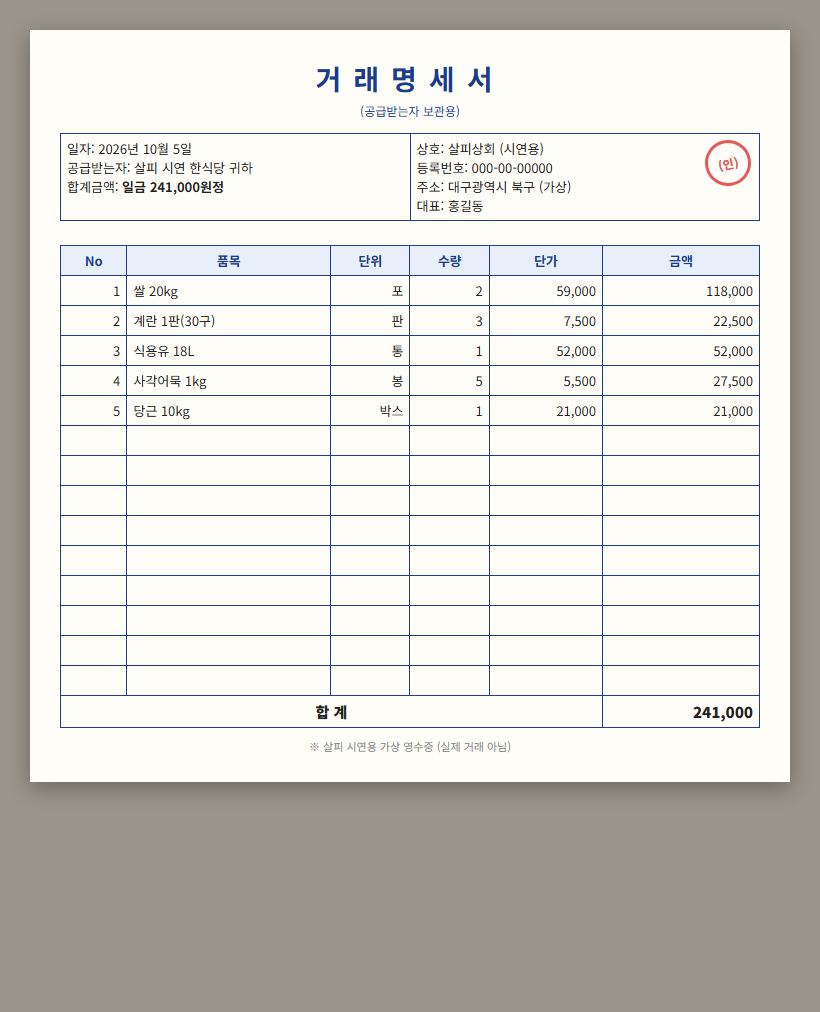 거 래 명 세 서
(공급받는자 보관용)
일자: 2026년 10월 5일
공급받는자: 살피 시연 한식당 귀하
합계금액: 일금 241,000원정
상호: 살피상회 (시연용)
등록번호: 000-00-00000
주소: 대구광역시 북구 (가상)
대표: 홍길동
(인)
No 품목 단위 수량 단가 금액
1 쌀 20kg 포 2 59,000 118,000
2 계란 1판(30구) 판 3 7,500 22,500
3 식용유 18L 통 1 52,000 52,000
4 사각어묵 1kg 봉 5 5,500 27,500
5 당근 10kg 박스 1 21,000 21,000
합 계 241,000
※ 살피 시연용 가상 영수증 (실제 거래 아님)